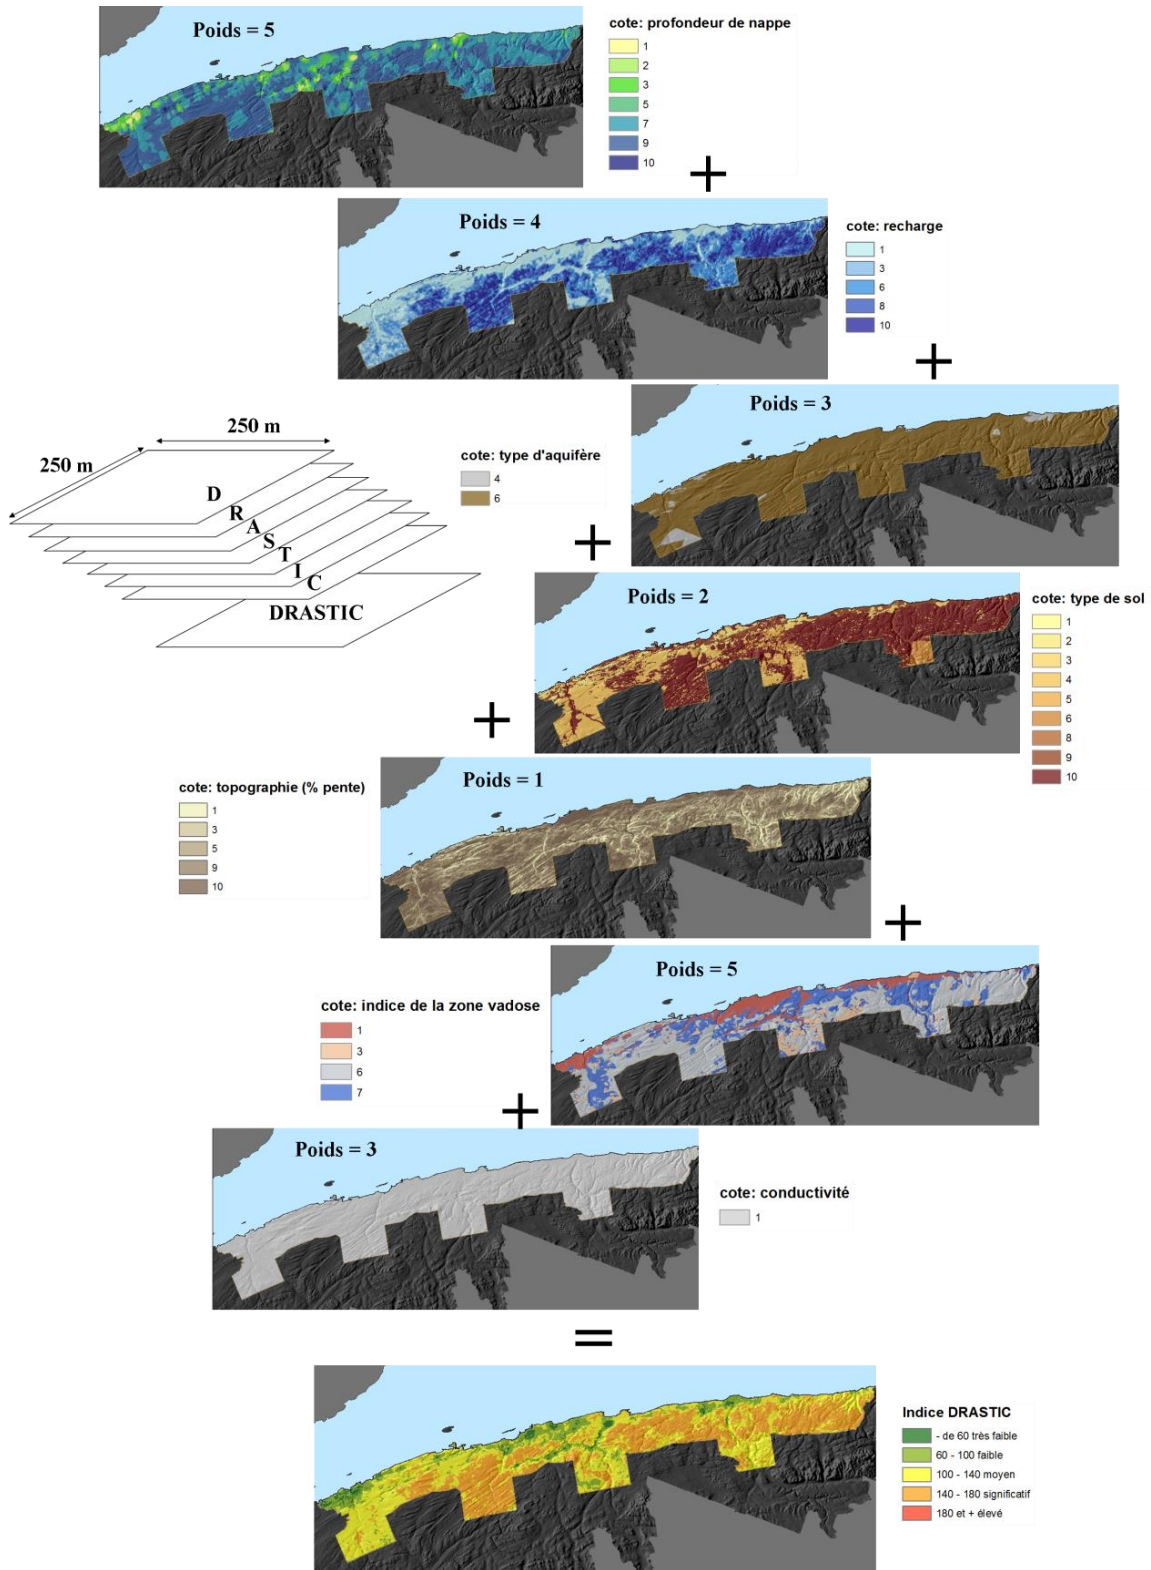 Poids = 5
cote: profondeur de nappe
1
2
3
5
7
9
10
+
Poids = 4
cote: recharge
1
3
6
8
10
+
Poids = 3
250 m
250 m
D
R
A
S
T
I
C
DRASTIC
cote: type d'aquifère
4
6
+
Poids = 2
cote: type de sol
1
2
3
4
5
6
8
9
10
+
Poids = 1
cote: topographie (% pente)
1
3
5
9
10
+
Poids = 5
cote: indice de la zone vadose
1
3
6
7
+
Poids = 3
cote: conductivité
1
=
Indice DRASTIC
- de 60 très faible
60 - 100 faible
100 - 140 moyen
140 - 180 significatif
180 et + élevé